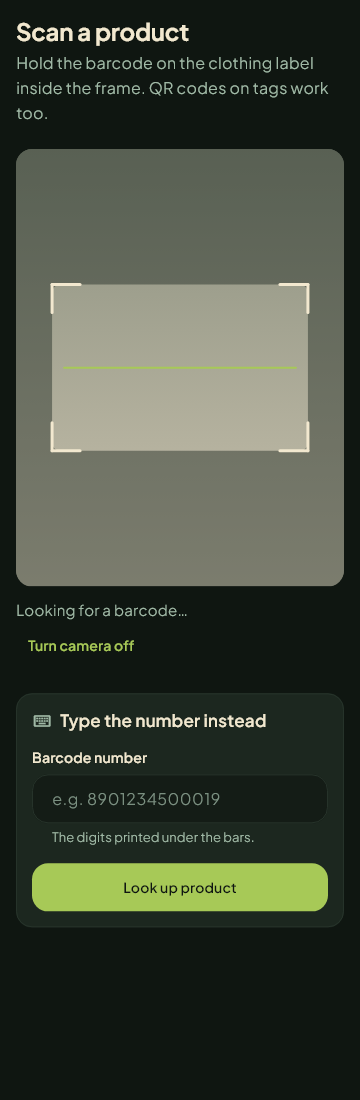 Scan a product
Hold the barcode on the clothing label
inside the frame. QR codes on tags work
too.
Looking for a barcode…
Turn camera off
Type the number instead
Barcode number
e.g. 8901234500019
The digits printed under the bars.
Look up product